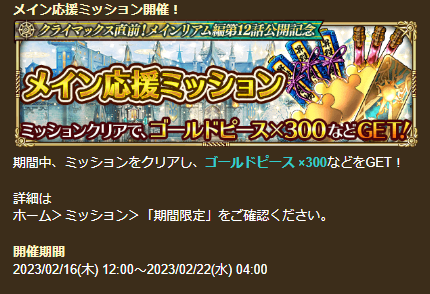 メイン応援ミッション開催！
クライマックス直前！メインリアム編第12話公開記念
メイン応援ミッション
ミッションクリアで、ゴールドピース×300などGET!
期間中、ミッションをクリアし、ゴールドピース ×300などをGET！
詳細は
ホーム＞ミッション＞「期間限定」をご確認ください。
開催期間
2023/02/16(木) 12:00～2023/02/22(水) 04:00